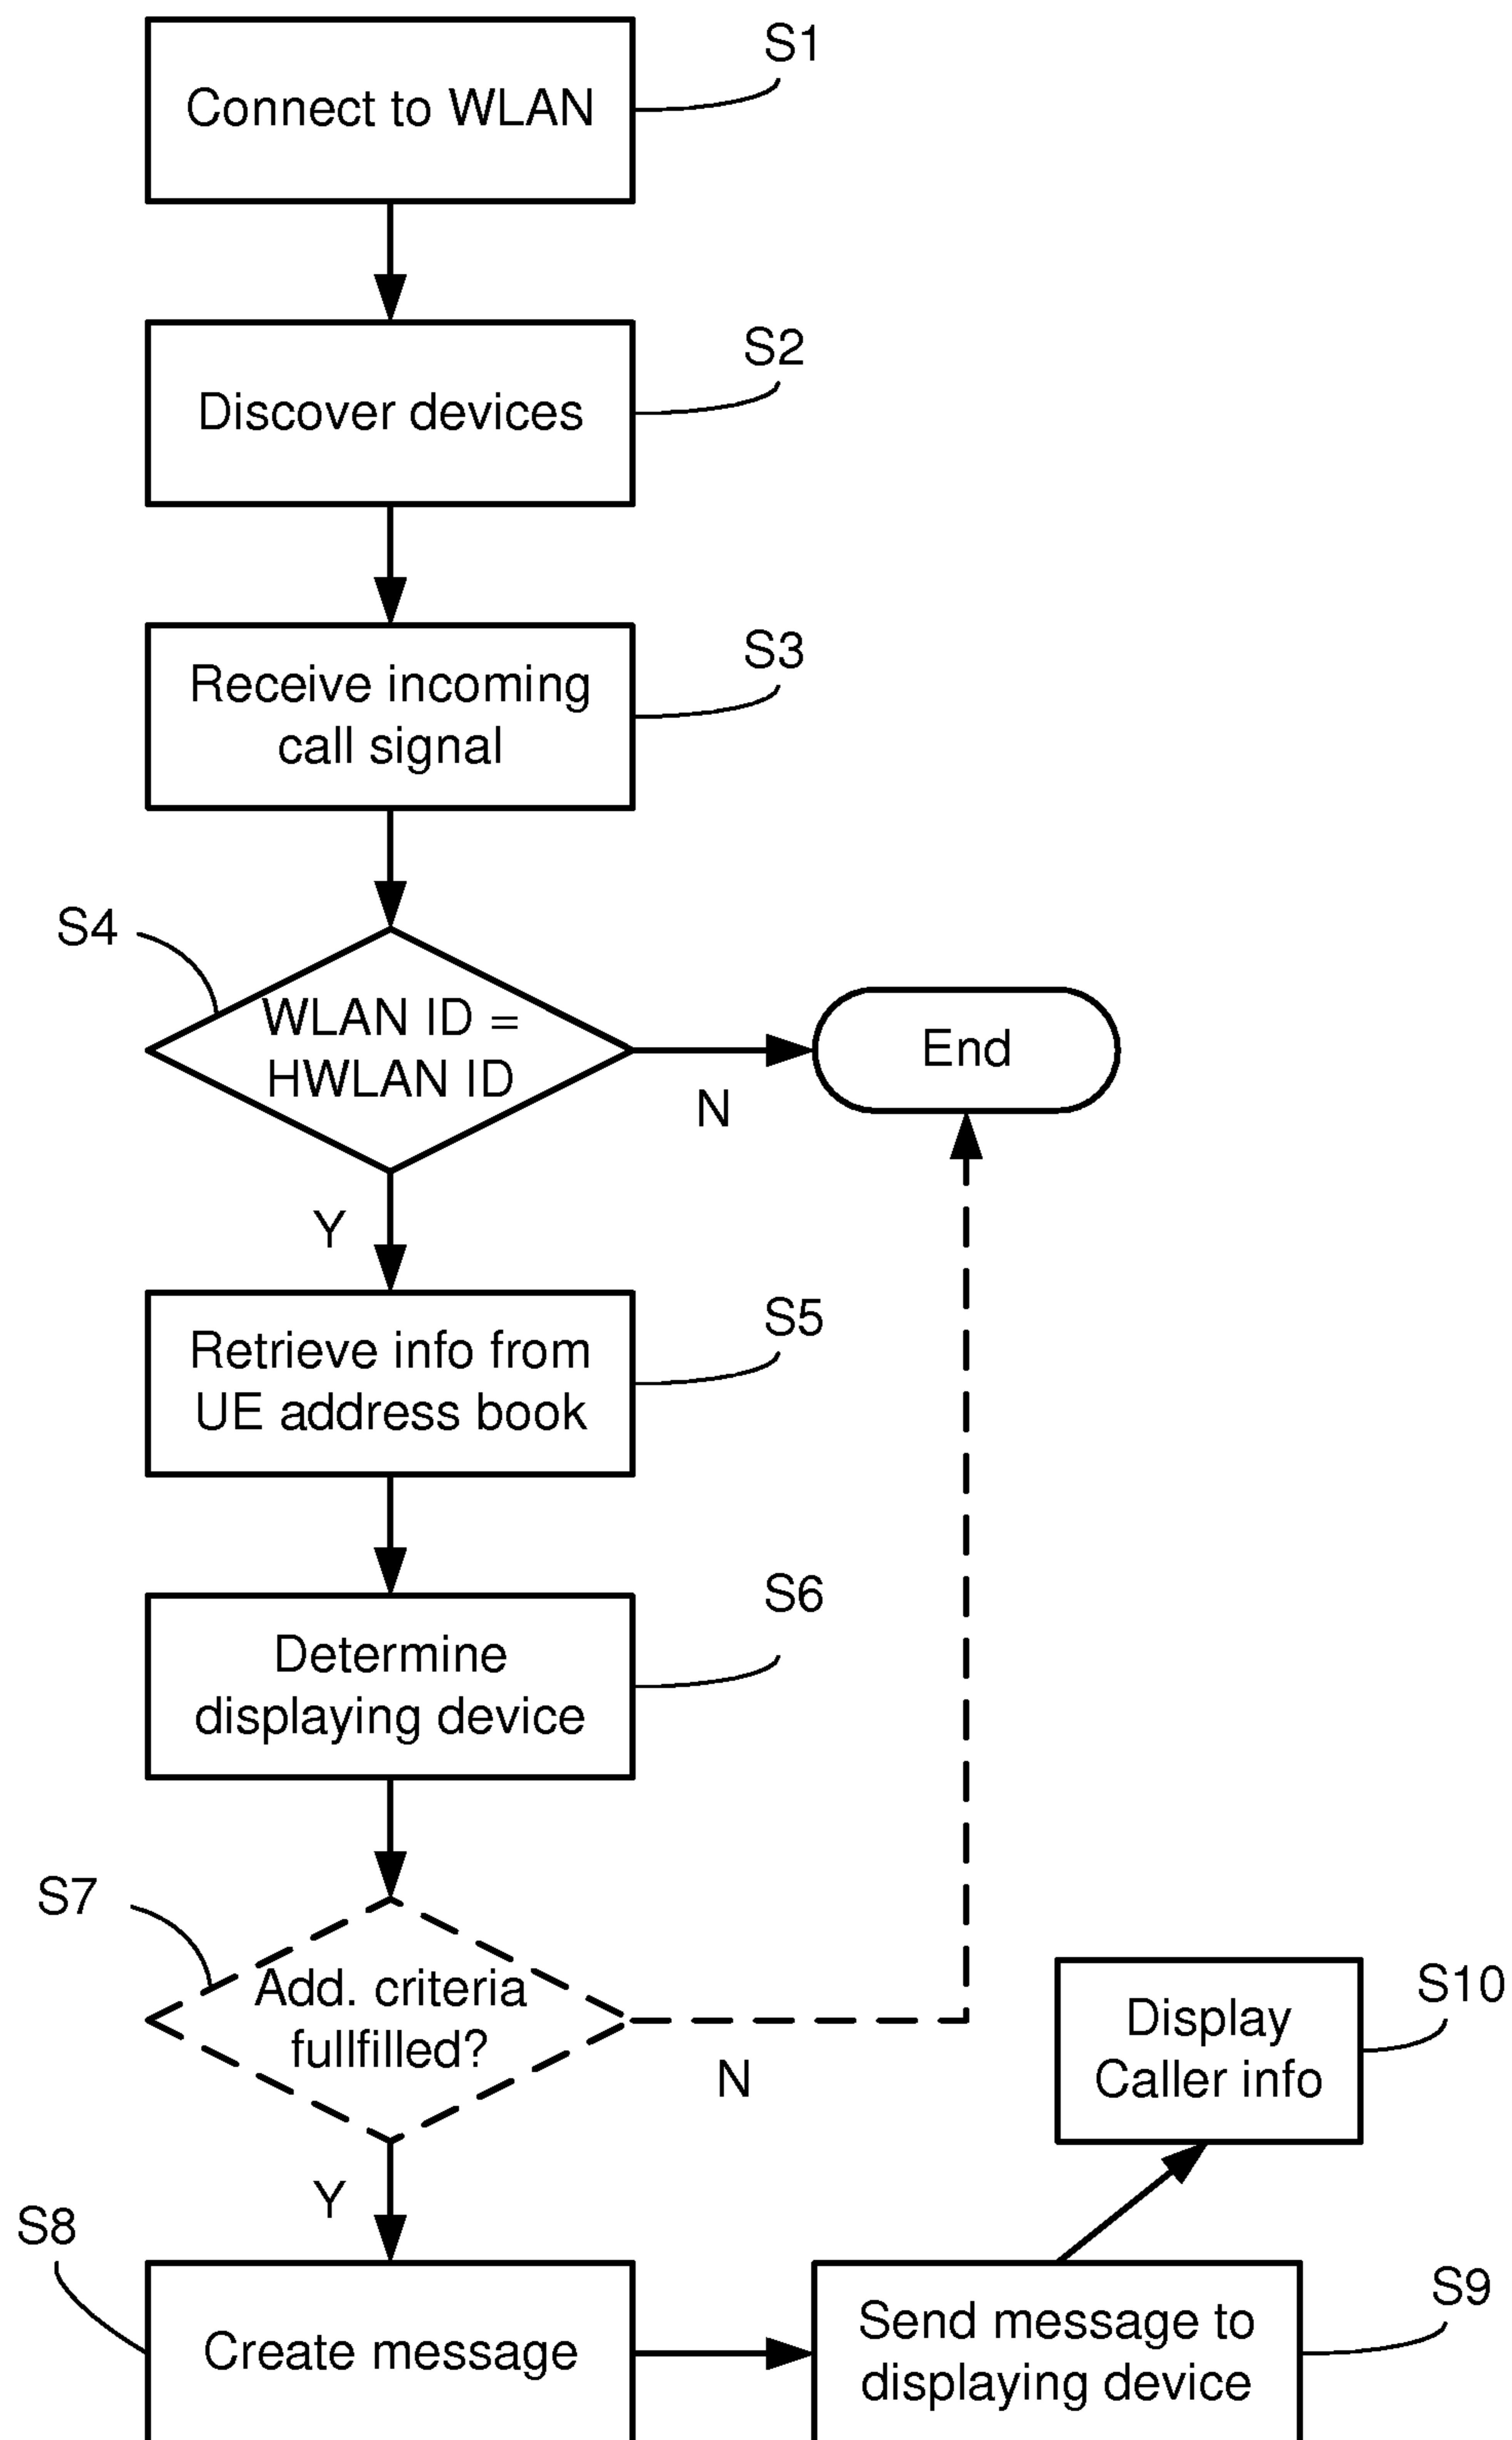 Connect to WLAN
S1
Discover devices
S2
Receive incoming
call signal
S3
S4
WLAN ID =
HWLAN ID
N
End
Y
Retrieve info from
UE address book
S5
Determine
displaying device
S6
S7
Add. criteria
fullfilled?
N
Y
Display
Caller info
S10
S8
Create message
Send message to
displaying device
S9